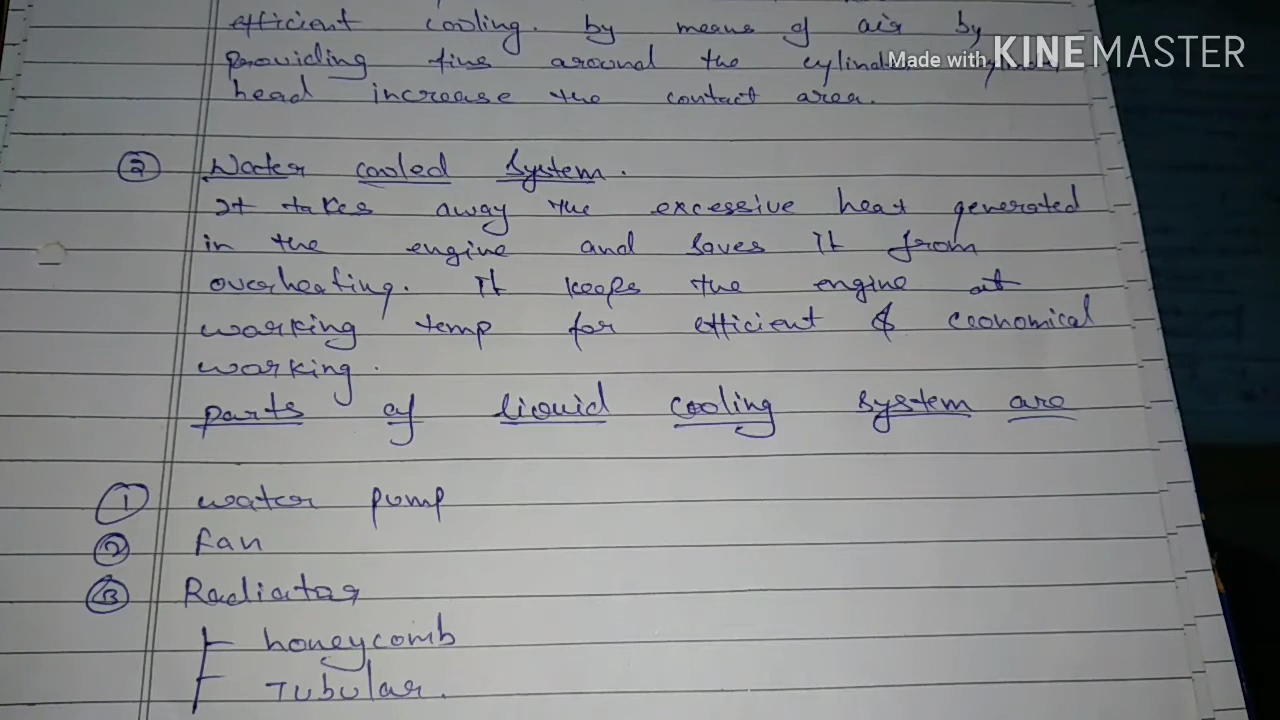 efficient cooling. by means of air by
providing fins around the
Made with KINEMASTER
head increase the contact area.
② Water cooled system.
It takes away the excessive heat generated
in the engine and saves it from
overheating. It keeps the engine at
working temp for efficient & economical
working.
parts of liquid cooling system are
① water pump
② fan
③ Radiator
honeycomb
Tubular.